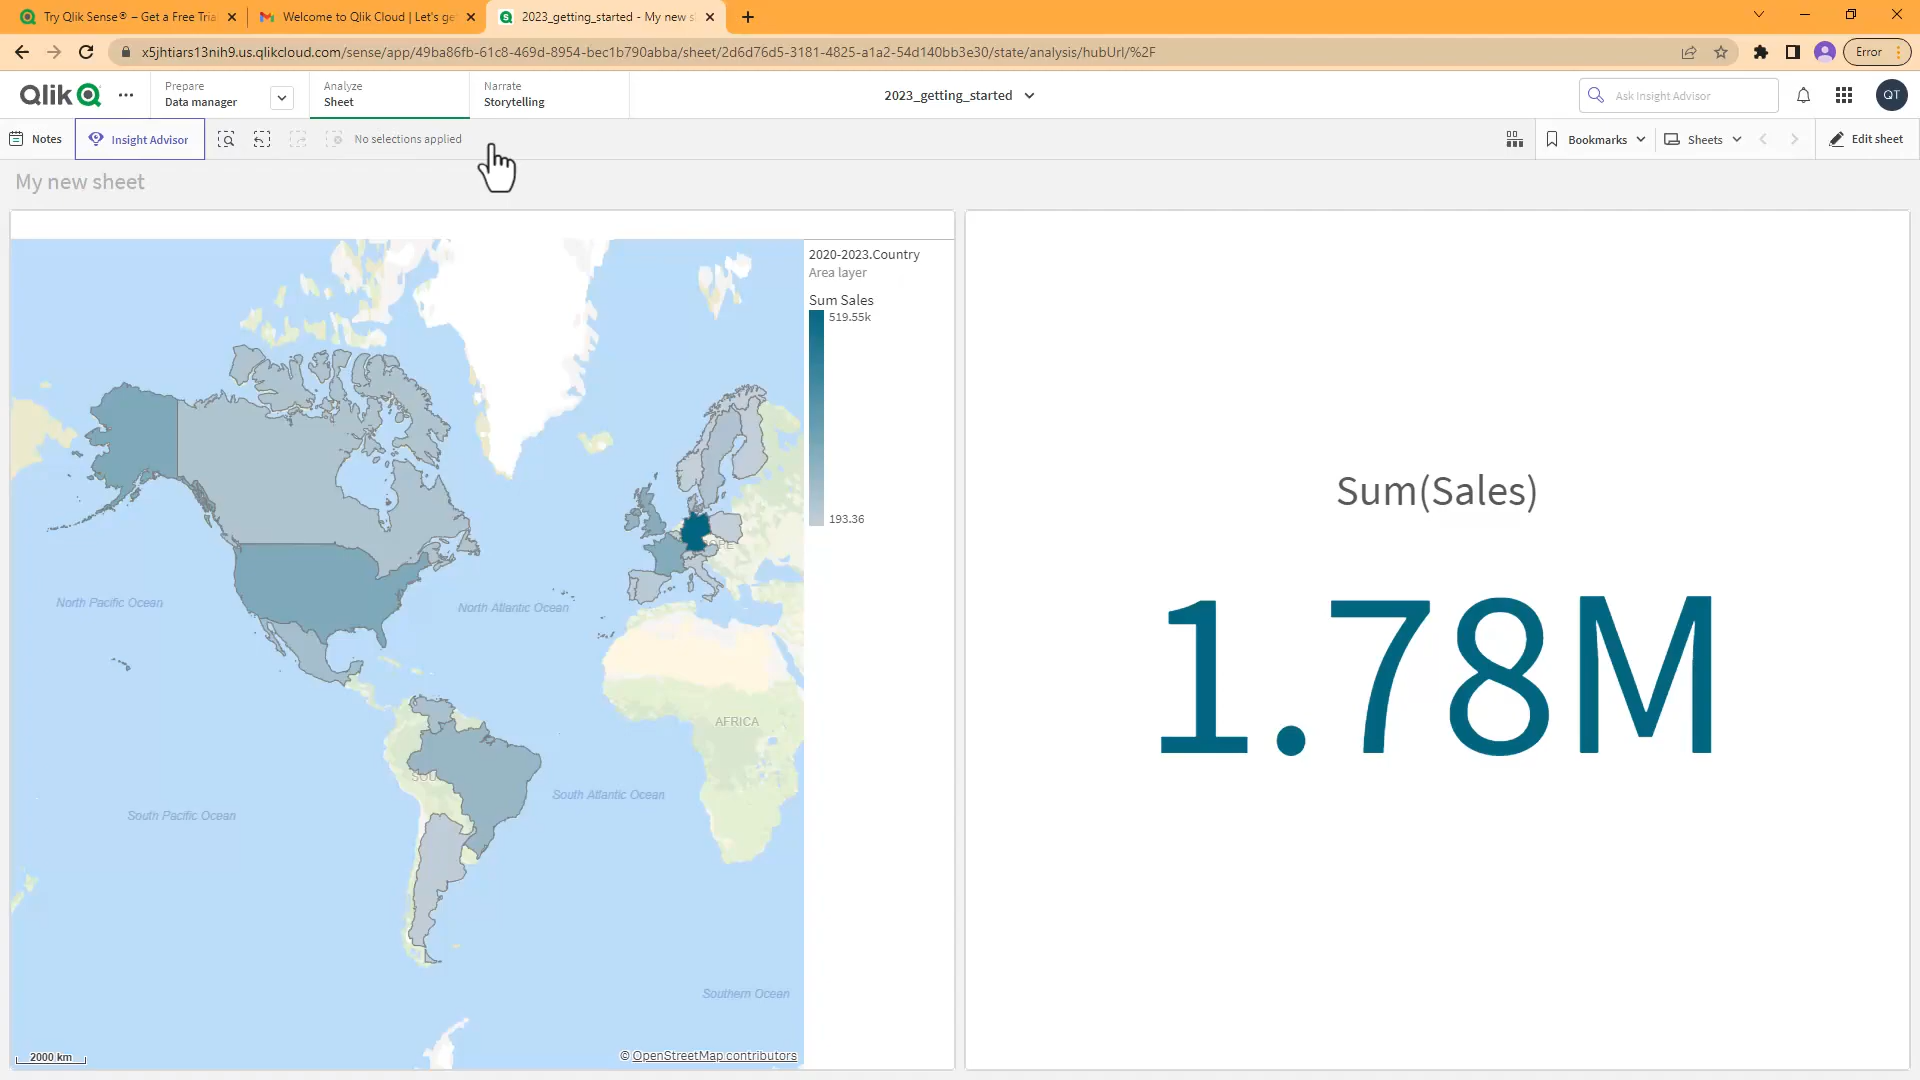 Try Qlik Sense® – Get a Free Tria
Welcome to Qlik Cloud | Let's ge
2023_getting_started - My new s
x5jhtiars13nih9.us.qlikcloud.com/sense/app/49ba86fb-61c8-469d-8954-bec1b790abba/sheet/2d6d76d5-3181-4825-a1a2-54d140bb3e30/state/analysis/hubUrl/%2F
Error
Qlik
Prepare
Data manager
Analyze
Sheet
Narrate
Storytelling
2023_getting_started
Ask Insight Advisor
QT
Notes
Insight Advisor
No selections applied
Bookmarks
Sheets
Edit sheet
My new sheet
2020-2023.Country
Area layer
Sum Sales
519.55k
193.36
North Pacific Ocean
North Atlantic Ocean
AFRICA
SOU
South Atlantic Ocean
South Pacific Ocean
Southern Ocean
2000 km
© OpenStreetMap contributors
Sum(Sales)
1.78M